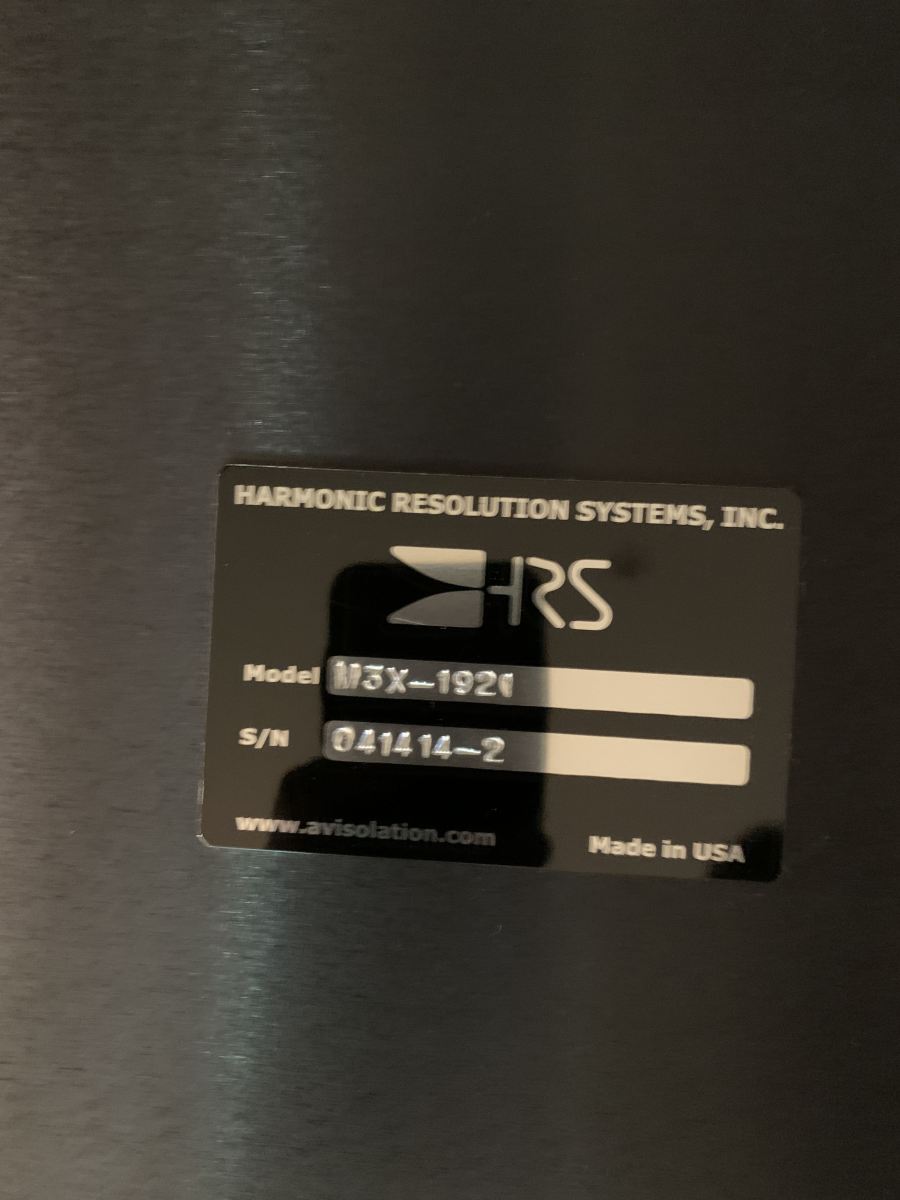 HARMONIC RESOLUTION SYSTEMS, INC.
HRS
Model M3X-1921
S/N 041414-2
www.avisolation.com
Made in USA